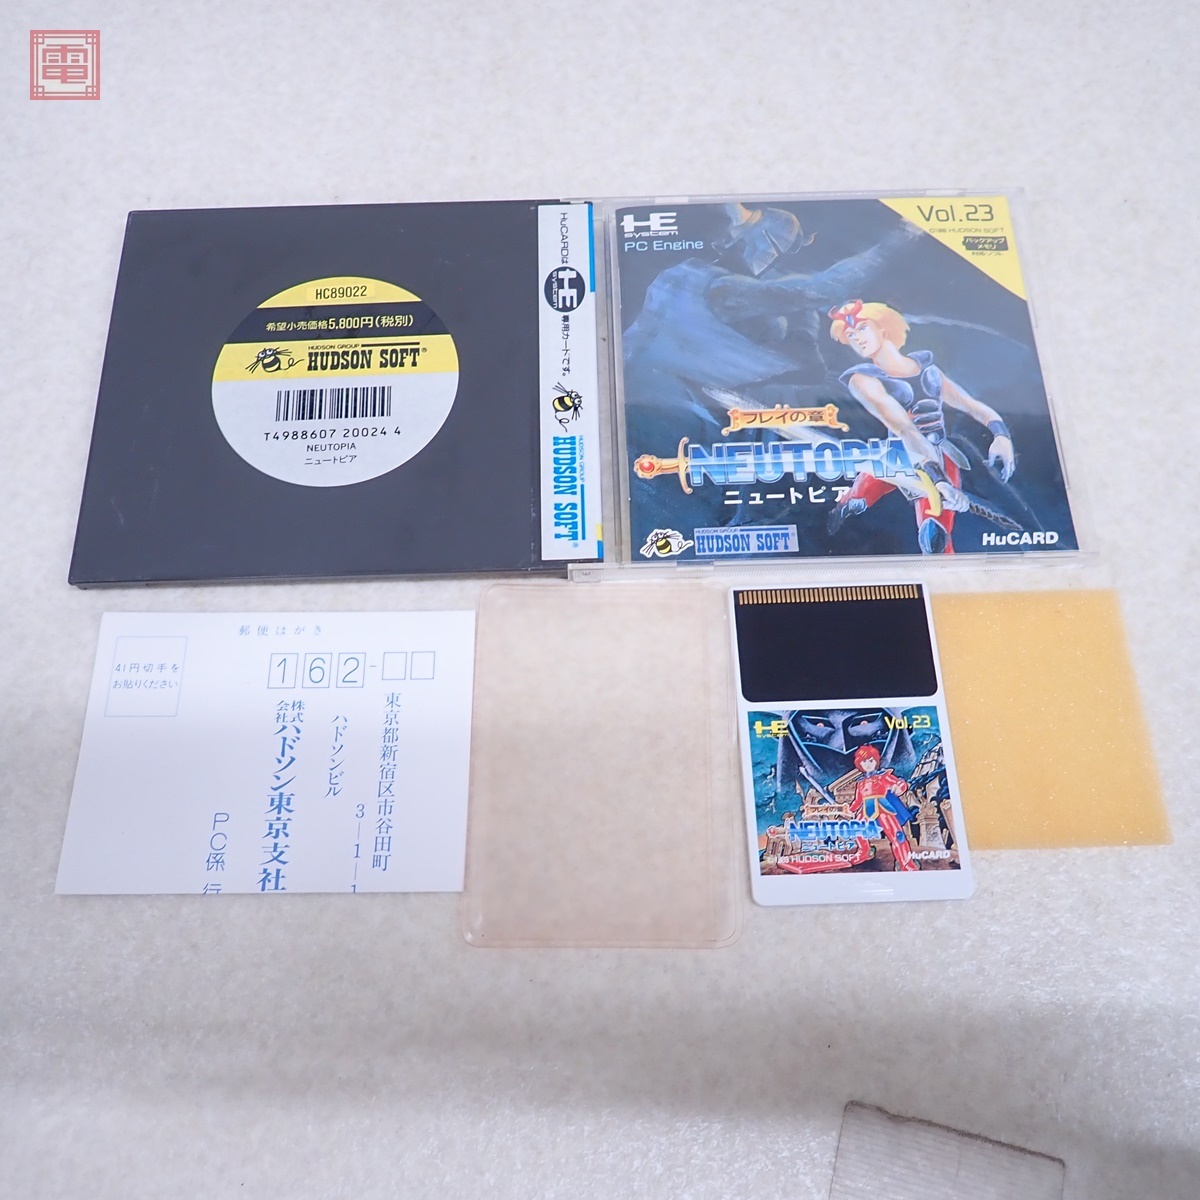 電
HC89022
希望小売価格5,800円(税別)
HUDSON GROUP
HUDSON SOFT®
T4988607 20024 4
NEUTOPIA
ニュートピア
HuCARDは
HE
system
専用カードです。
HUDSON GROUP
HUDSON SOFT®
HE
system
PC Engine
Vol.23
HUDSON SOFT
バックアップ
メモリ
対応ソフト
フレイの章
NEUTOPIA
ニュートピア
HUDSON GROUP
HUDSON SOFT
HuCARD
郵便はがき
41円切手を
お貼りください
162-
東京都新宿区市谷田町
3-1-1
ハドソンビル
株式会社ハドソン東京支社
PC係 行
HE
system
Vol.23
フレイの章
NEUTOPIA
ニュートピア
HUDSON SOFT
HuCARD